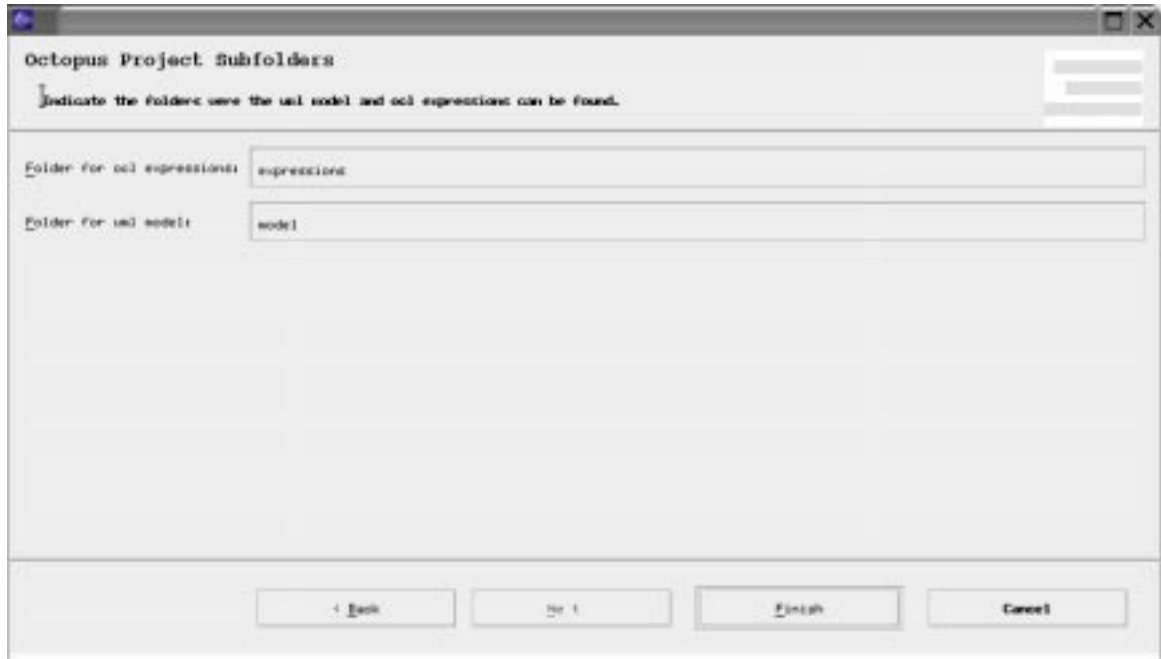 Octopus Project Subfolders
Indicate the folders were the uml model and ocl expressions can be found.
Folder for ocl expressions:
expressions
Folder for uml model:
model
< Back
Finish
Cancel